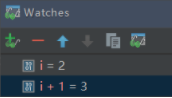 Watches
i = 2
i + 1 = 3